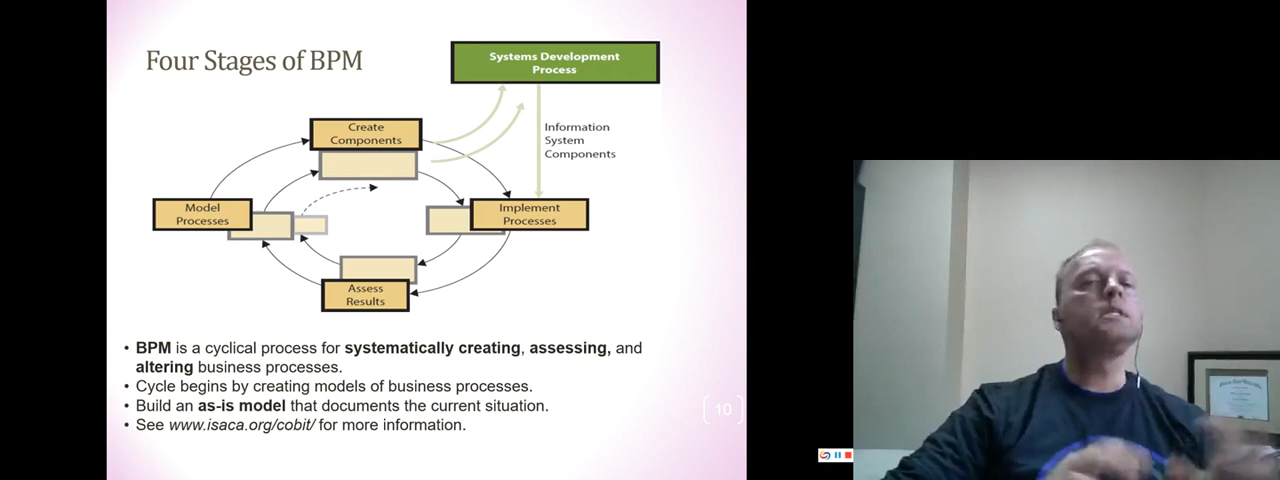 Four Stages of BPM
Systems Development
Process
Create
Components
Information
System
Components
Model
Processes
Implement
Processes
Assess
Results
• BPM is a cyclical process for systematically creating, assessing, and
altering business processes.
• Cycle begins by creating models of business processes.
• Build an as-is model that documents the current situation.
• See www.isaca.org/cobit/ for more information.
10